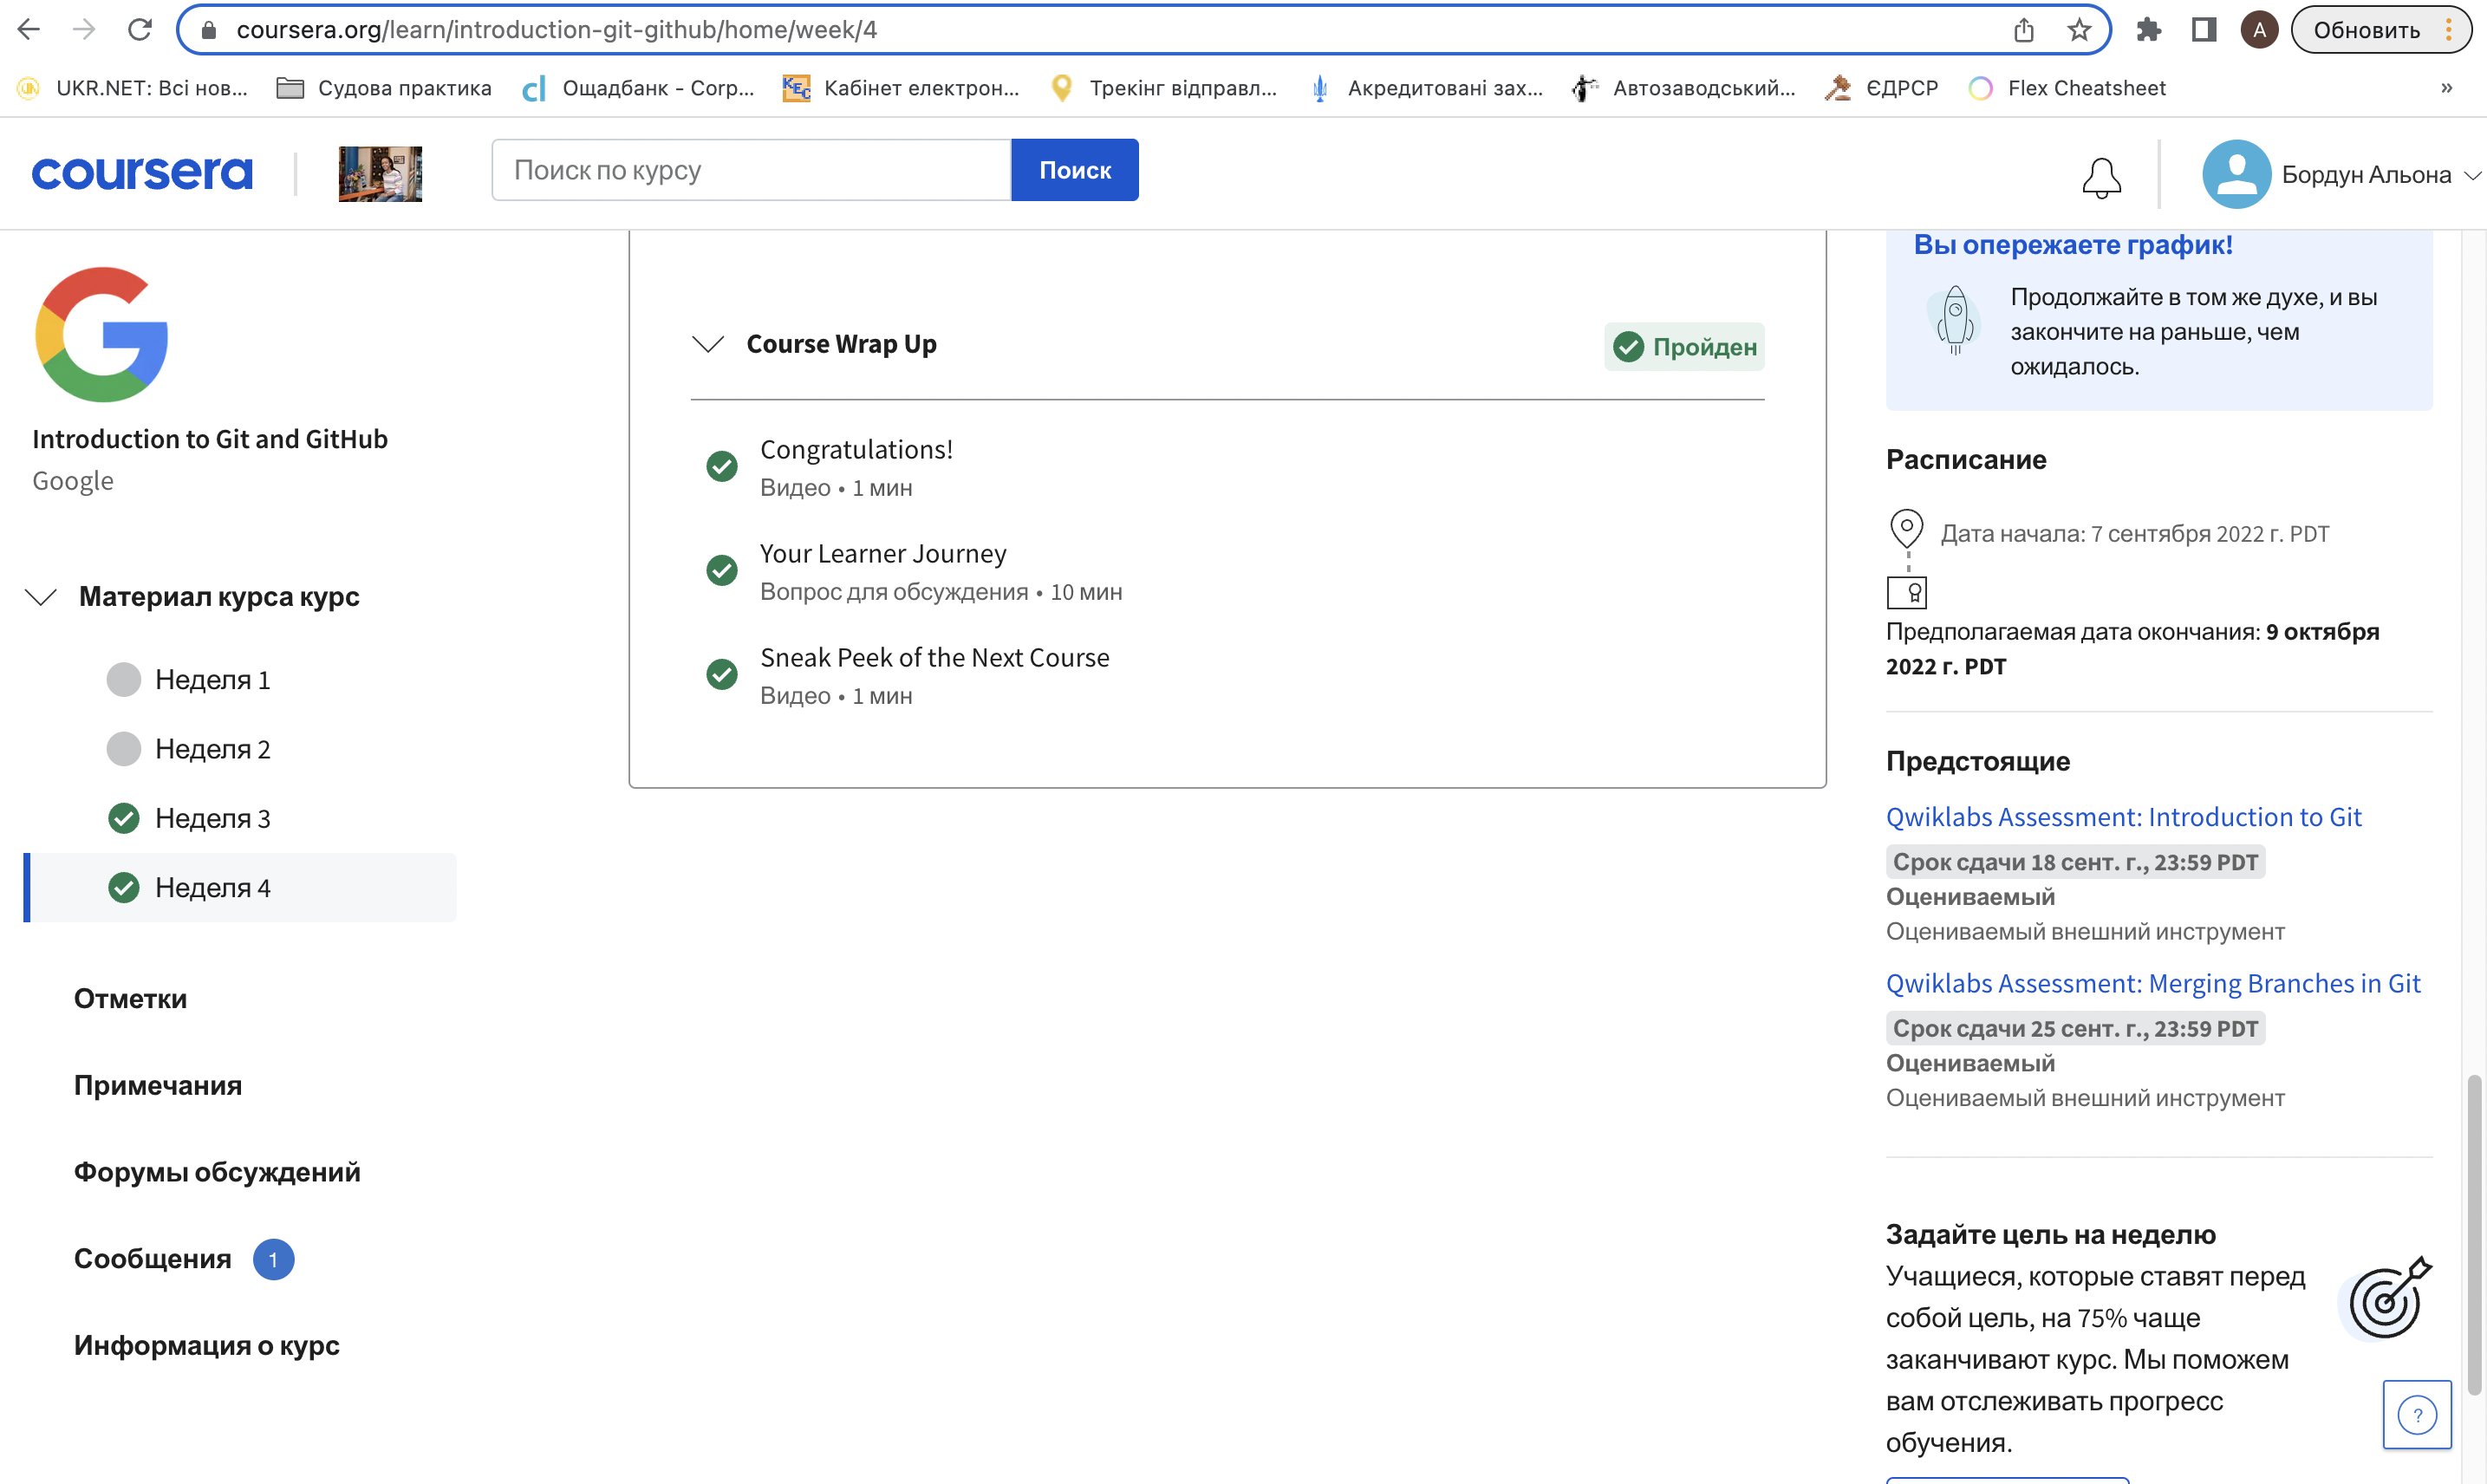 coursera.org/learn/introduction-git-github/home/week/4
A
Обновить
UKR.NET: Всі нов...
Судова практика
Ощадбанк - Corp...
Кабінет електрон...
Трекінг відправл...
Акредитовані зах...
Автозаводський...
ЄДРСР
Flex Cheatsheet
»
coursera
Поиск по курсу
Поиск
Бордун Альона
Introduction to Git and GitHub
Google
Материал курса курс
Неделя 1
Неделя 2
Неделя 3
Неделя 4
Отметки
Примечания
Форумы обсуждений
Сообщения 1
Информация о курс
Course Wrap Up
Пройден
Congratulations!
Видео • 1 мин
Your Learner Journey
Вопрос для обсуждения • 10 мин
Sneak Peek of the Next Course
Видео • 1 мин
Вы опережаете график!
Продолжайте в том же духе, и вы
закончите на раньше, чем
ожидалось.
Расписание
Дата начала: 7 сентября 2022 г. PDT
Предполагаемая дата окончания: 9 октября
2022 г. PDT
Предстоящие
Qwiklabs Assessment: Introduction to Git
Срок сдачи 18 сент. г., 23:59 PDT
Оцениваемый
Оцениваемый внешний инструмент
Qwiklabs Assessment: Merging Branches in Git
Срок сдачи 25 сент. г., 23:59 PDT
Оцениваемый
Оцениваемый внешний инструмент
Задайте цель на неделю
Учащиеся, которые ставят перед
собой цель, на 75% чаще
заканчивают курс. Мы поможем
вам отслеживать прогресс
обучения.
?